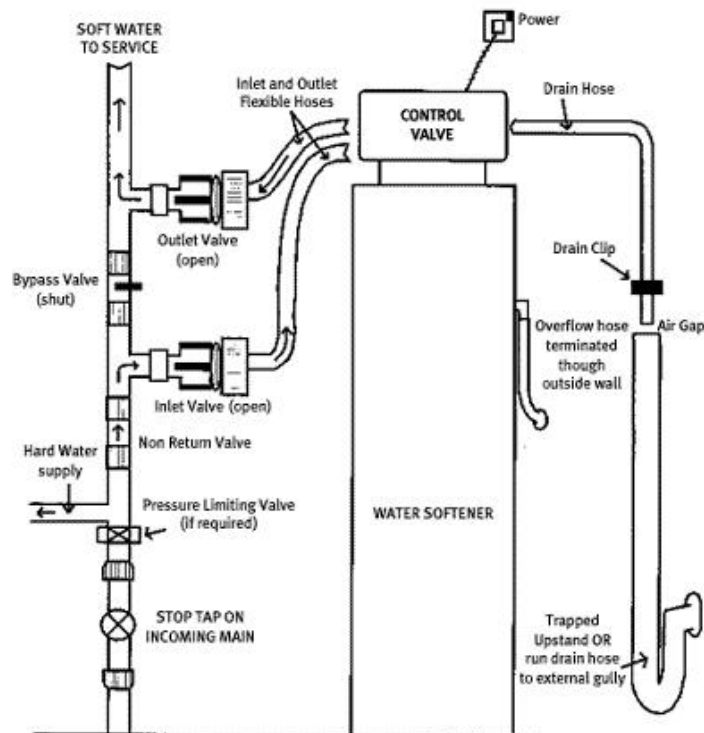 SOFT WATER
TO SERVICE
Power
Inlet and Outlet
Flexible Hoses
Drain Hose
CONTROL
VALVE
Outlet Valve
(open)
Drain Clip
Bypass Valve
(shut)
Air Gap
Overflow hose
terminated
though
outside wall
Inlet Valve (open)
Non Return Valve
Hard Water
supply
Pressure Limiting Valve
(if required)
WATER SOFTENER
STOP TAP ON
INCOMING MAIN
Trapped
Upstand OR
run drain hose
to external gully